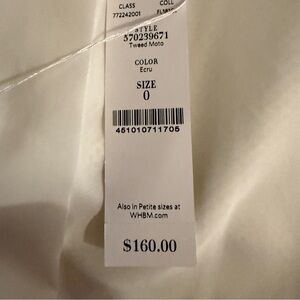 CLASS COLL
772242001
STYLE
570239671
Tweed Moto
COLOR
Ecru
SIZE
0
451010711705
Also in Petite sizes at
WHBM.com
$160.00